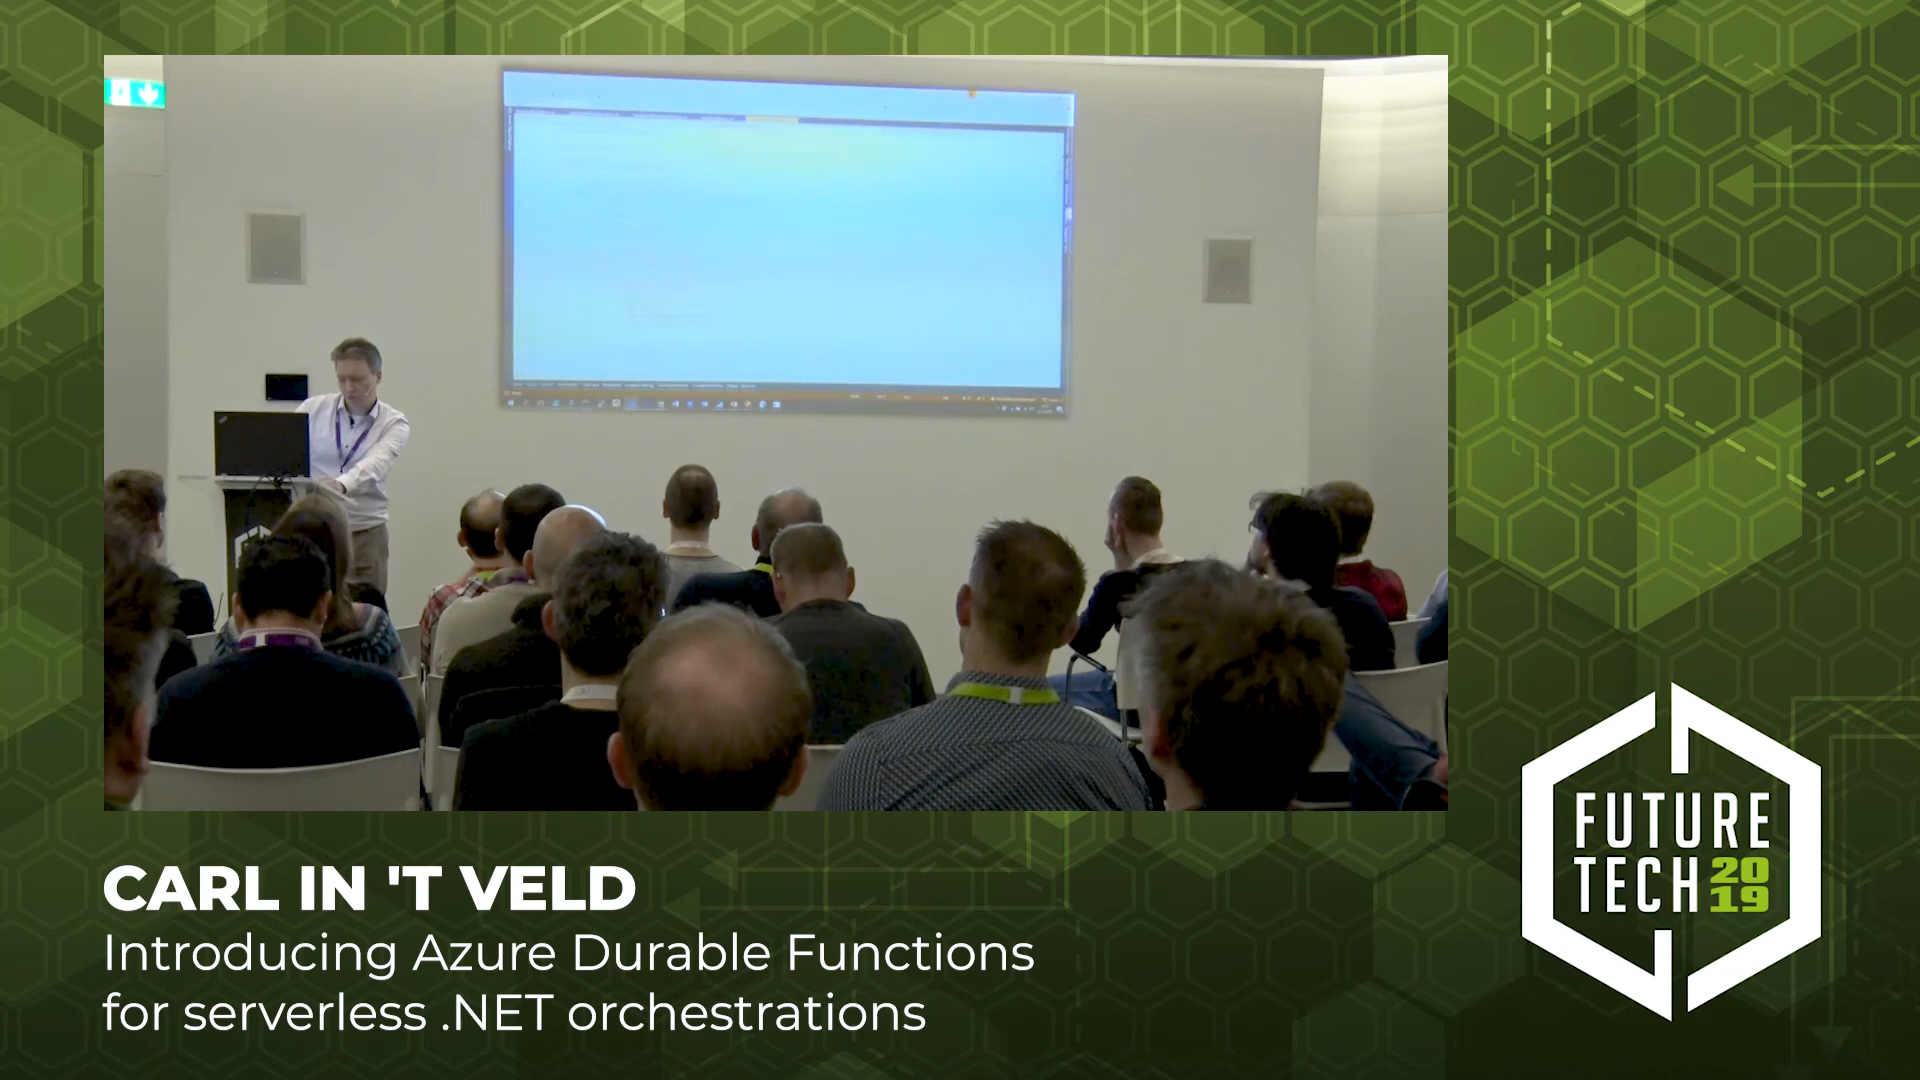 CARL IN 'T VELD
Introducing Azure Durable Functions
for serverless .NET orchestrations
FUTURE
TECH 20
19